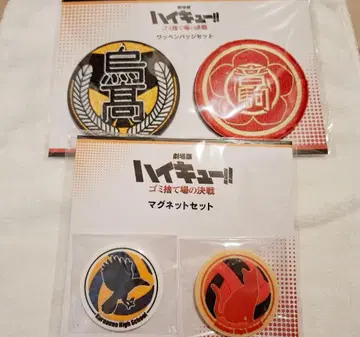 劇場版
ハイキュー!!
ゴミ捨て場の決戦
ワッペンバッジセット
烏高
音高
劇場版
ハイキュー!!
ゴミ捨て場の決戦
マグネットセット
Karasuno High School